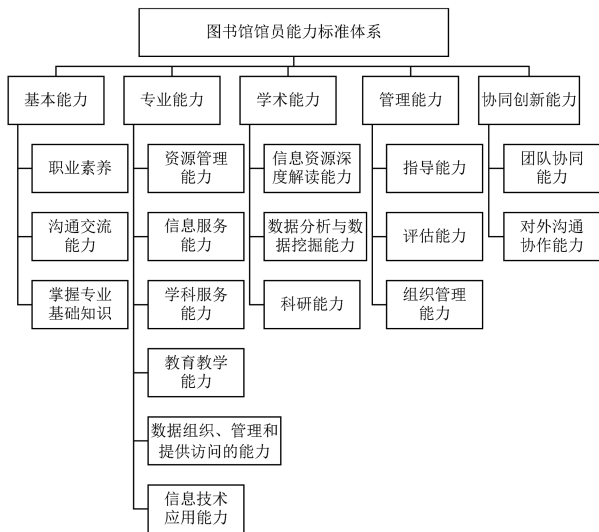 图书馆馆员能力标准体系
基本能力
专业能力
学术能力
管理能力
协同创新能力
职业素养
沟通交流
能力
掌握专业
基础知识
资源管理
能力
信息服务
能力
学科服务
能力
教育教学
能力
数据组织、管理和
提供访问的能力
信息技术
应用能力
信息资源深
度解读能力
数据分析与数
据挖掘能力
科研能力
指导能力
评估能力
组织管理
能力
团队协同
能力
对外沟通
协作能力